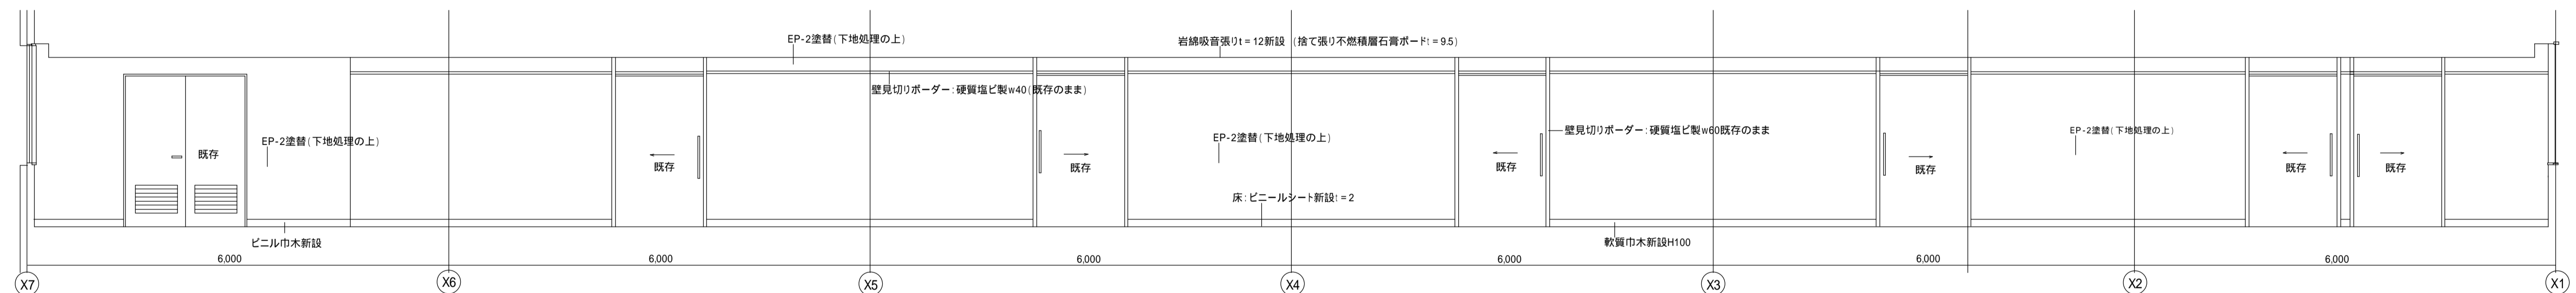 EP-2塗替(下地処理の上)
岩綿吸音張りt=12新設 (捨て張り不燃積層石膏ボードt=9.5)
壁見切りボーダー:硬質塩ビ製w40(既存のまま)
EP-2塗替(下地処理の上)
既存
既存
既存
EP-2塗替(下地処理の上)
既存
壁見切りボーダー:硬質塩ビ製w60既存のまま
既存
EP-2塗替(下地処理の上)
既存
既存
床:ビニールシート新設t=2
ビニル巾木新設
軟質巾木新設H100
6,000
6,000
6,000
6,000
6,000
6,000
X7
X6
X5
X4
X3
X2
X1